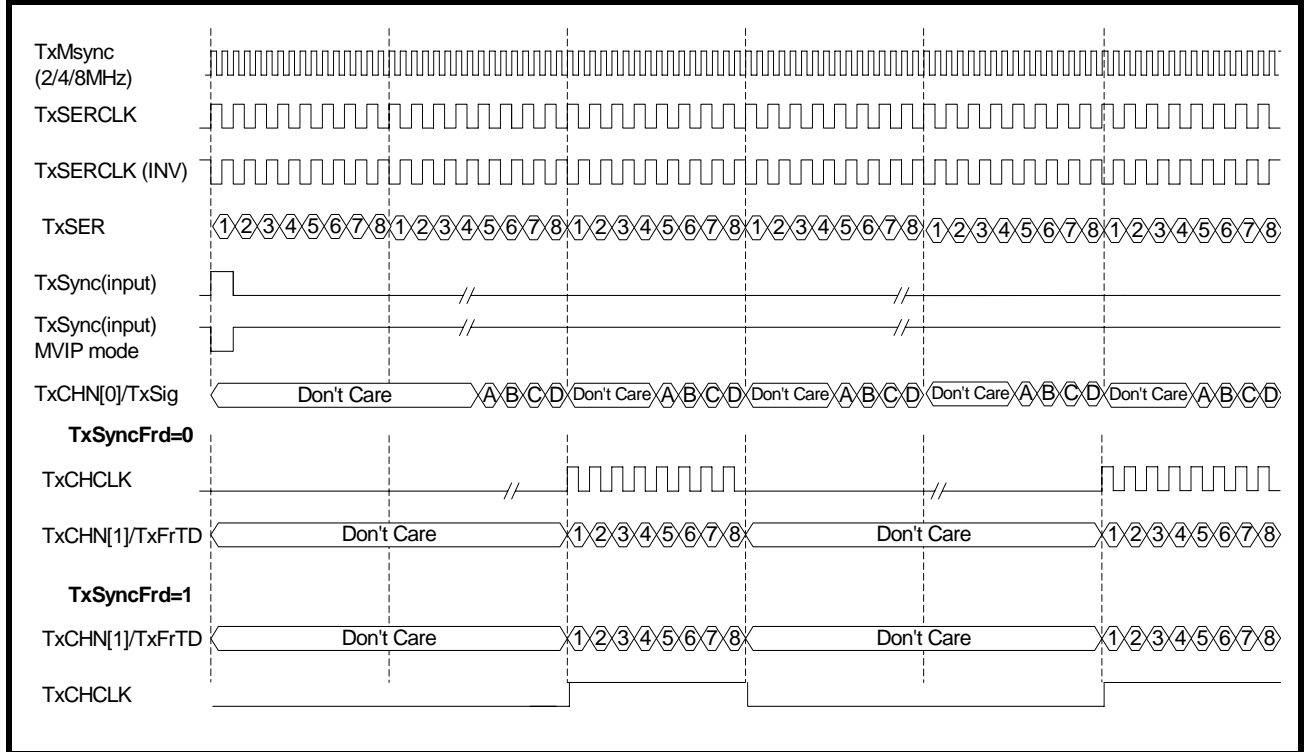 TxMsync
(2/4/8MHz)
TxSERCLK
TxSERCLK (INV)
TxSER 1 2 3 4 5 6 7 8 1 2 3 4 5 6 7 8 1 2 3 4 5 6 7 8 1 2 3 4 5 6 7 8 1 2 3 4 5 6 7 8 1 2 3 4 5 6 7 8
TxSync(input)
TxSync(input)
MVIP mode
TxCHN[0]/TxSig Don't Care A B C D Don't Care A B C D Don't Care A B C D Don't Care A B C D Don't Care A B C D
TxSyncFrd=0
TxCHCLK
TxCHN[1]/TxFrTD Don't Care 1 2 3 4 5 6 7 8 Don't Care 1 2 3 4 5 6 7 8
TxSyncFrd=1
TxCHN[1]/TxFrTD Don't Care 1 2 3 4 5 6 7 8 Don't Care 1 2 3 4 5 6 7 8
TxCHCLK